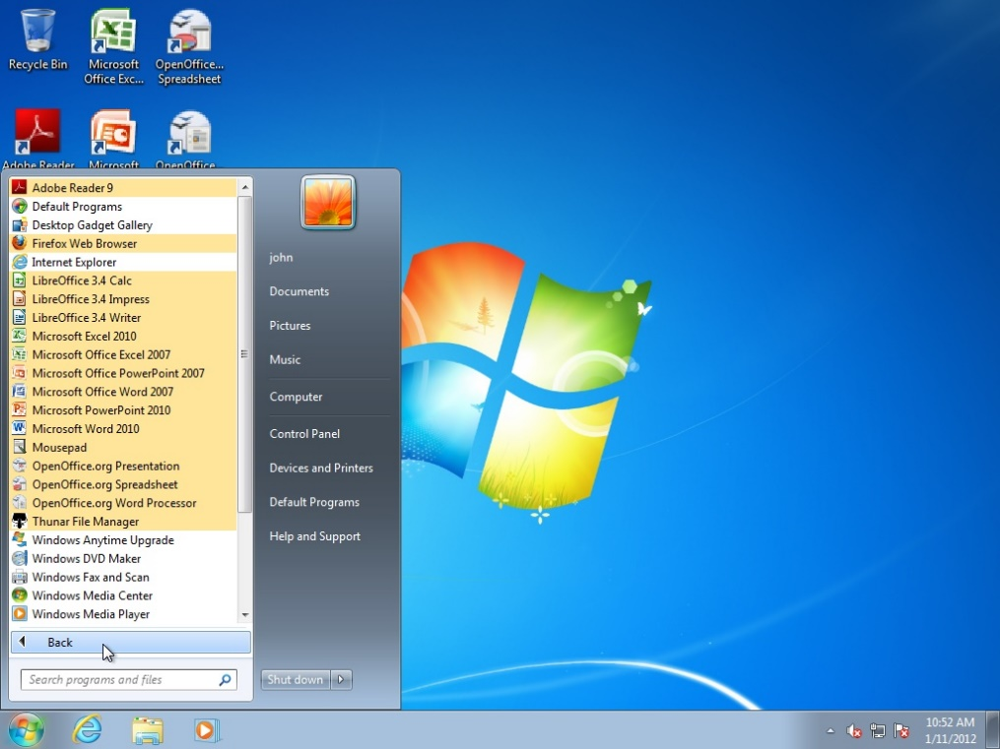 Recycle Bin
Microsoft
Office Exc...
OpenOffice...
Spreadsheet
Adobe Reader
Microsoft
OpenOffice...
Adobe Reader 9
Default Programs
Desktop Gadget Gallery
Firefox Web Browser
Internet Explorer
LibreOffice 3.4 Calc
LibreOffice 3.4 Impress
LibreOffice 3.4 Writer
Microsoft Excel 2010
Microsoft Office Excel 2007
Microsoft Office PowerPoint 2007
Microsoft Office Word 2007
Microsoft PowerPoint 2010
Microsoft Word 2010
Mousepad
OpenOffice.org Presentation
OpenOffice.org Spreadsheet
OpenOffice.org Word Processor
Thunar File Manager
Windows Anytime Upgrade
Windows DVD Maker
Windows Fax and Scan
Windows Media Center
Windows Media Player
Back
Search programs and files
john
Documents
Pictures
Music
Computer
Control Panel
Devices and Printers
Default Programs
Help and Support
Shut down
10:52 AM
1/11/2012